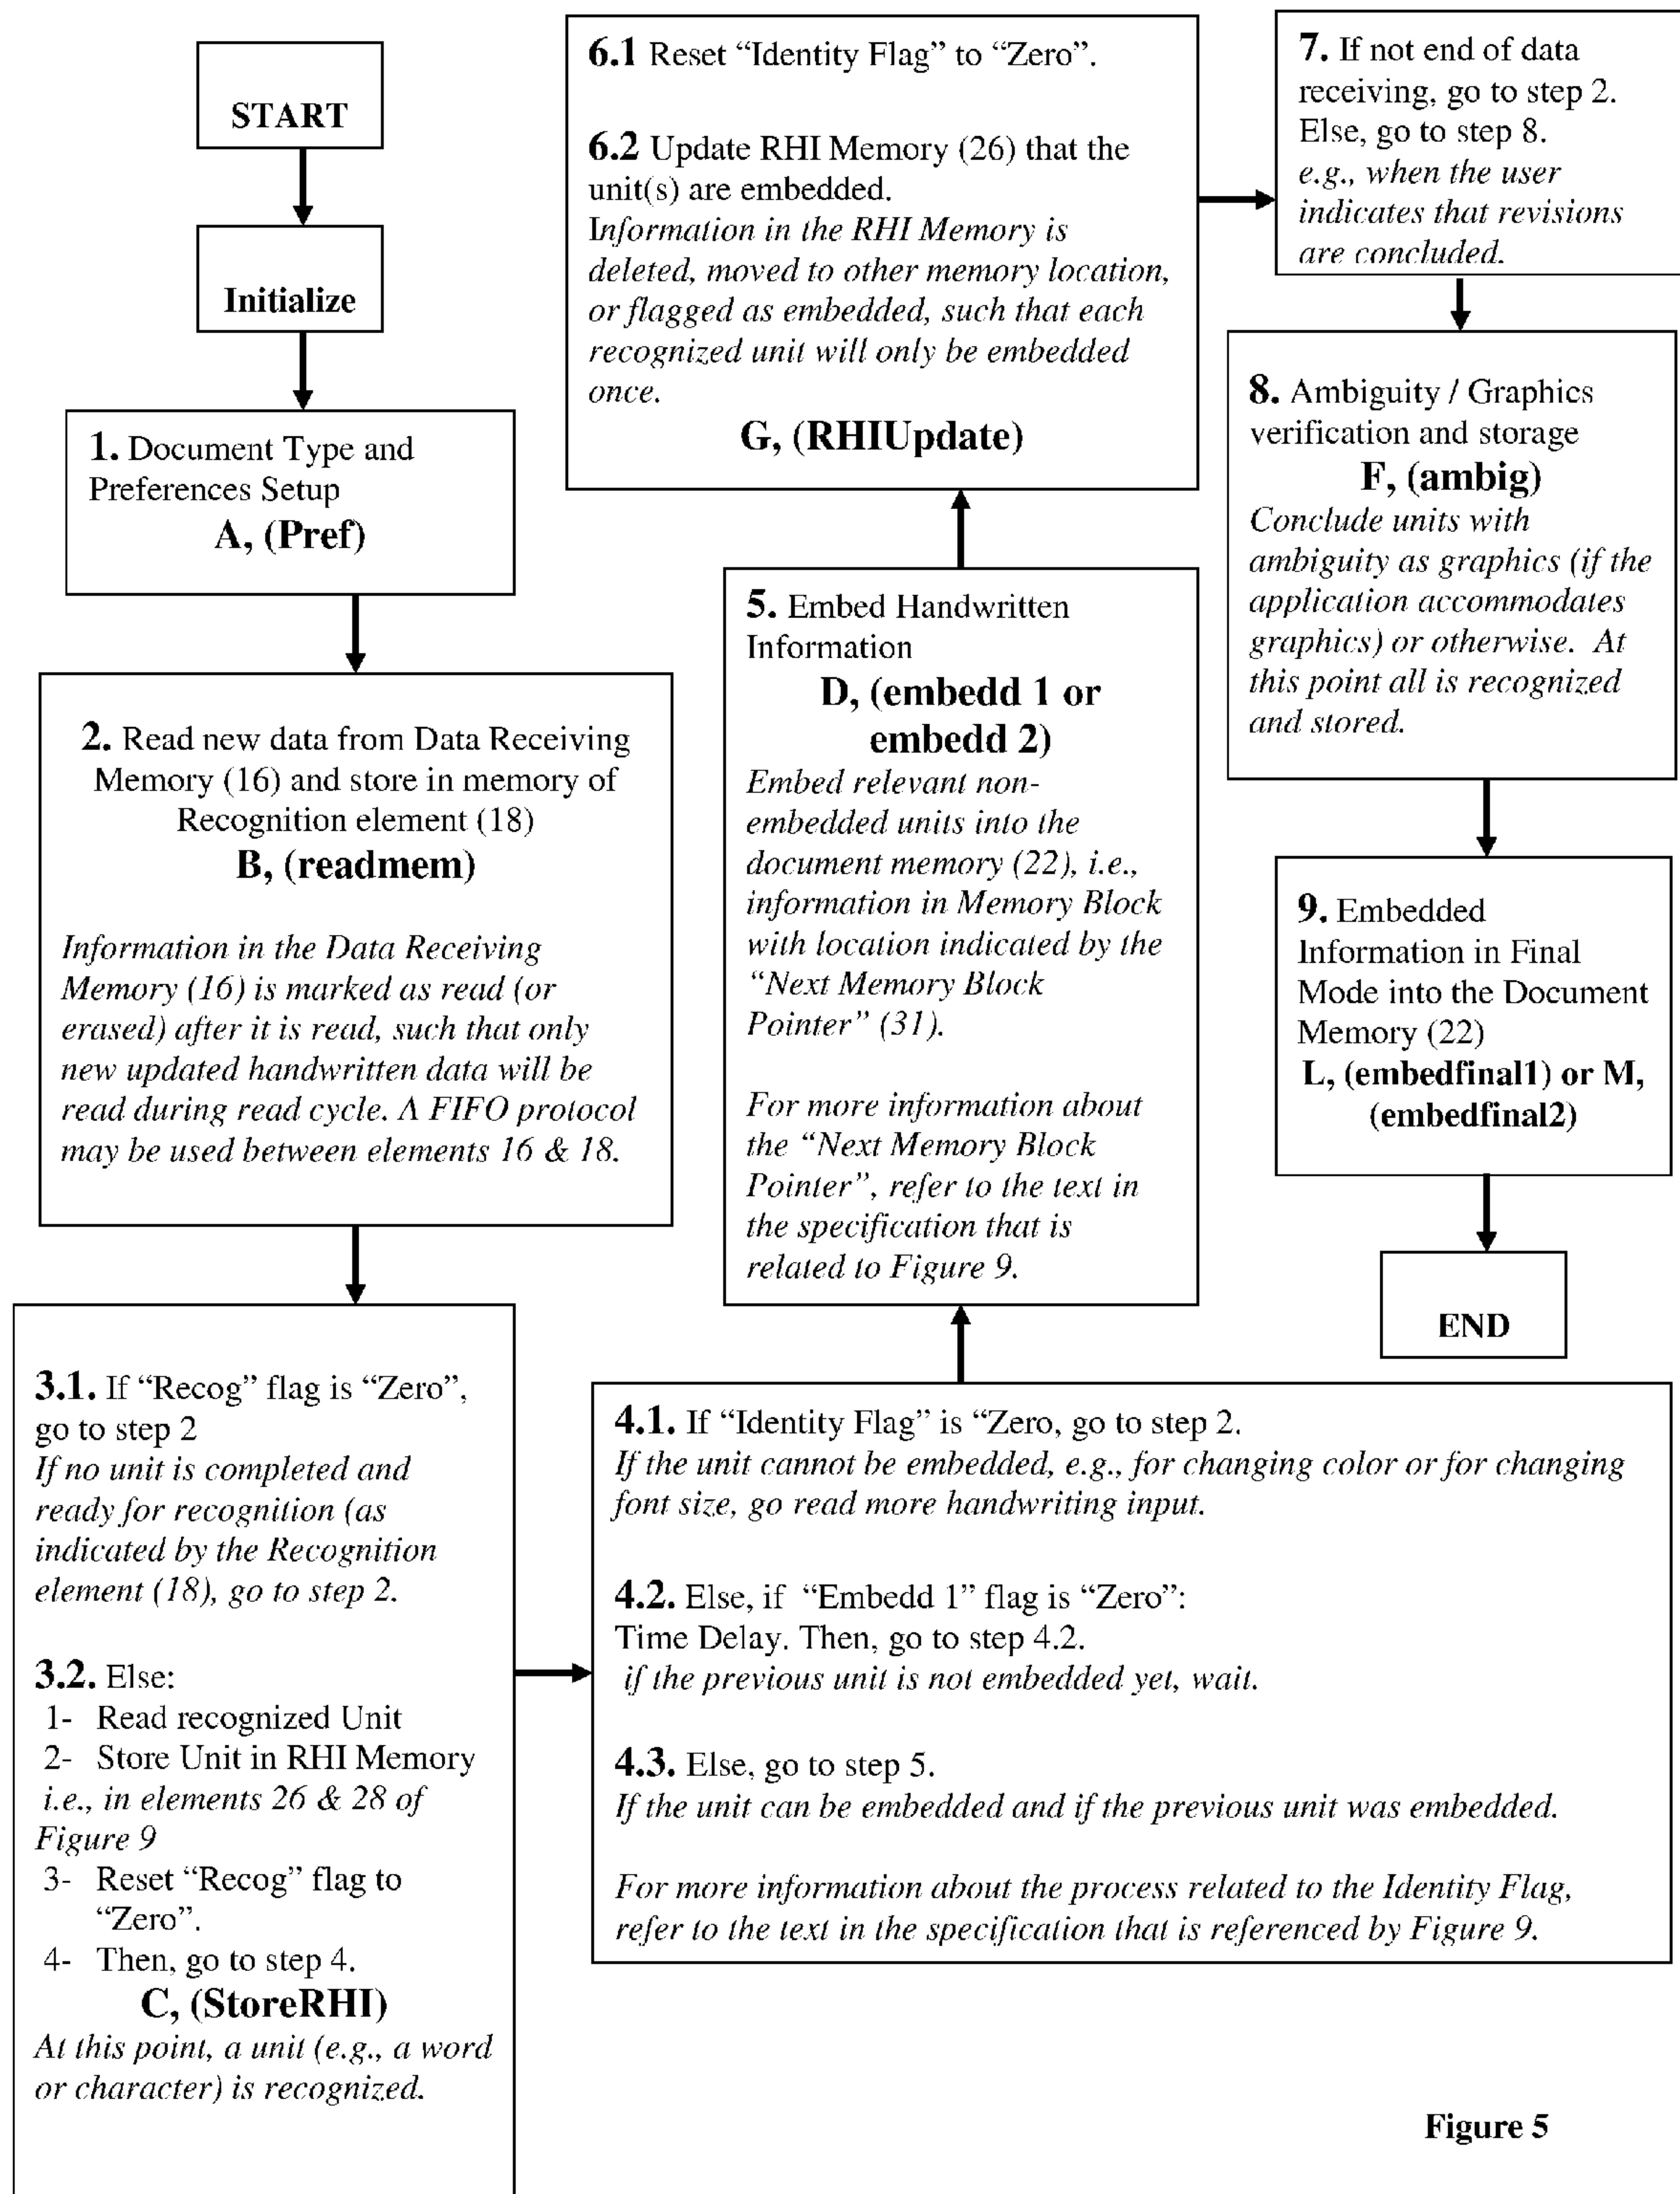 START
Initialize
1. Document Type and
Preferences Setup
A, (Pref)
2. Read new data from Data Receiving
Memory (16) and store in memory of
Recognition element (18)
B, (readmem)
Information in the Data Receiving
Memory (16) is marked as read (or
erased) after it is read, such that only
new updated handwritten data will be
read during read cycle. A FIFO protocol
may be used between elements 16 & 18.
3.1. If “Recog” flag is “Zero”,
go to step 2
If no unit is completed and
ready for recognition (as
indicated by the Recognition
element (18), go to step 2.
3.2. Else:
1- Read recognized Unit
2- Store Unit in RHI Memory
i.e., in elements 26 & 28 of
Figure 9
3- Reset “Recog” flag to
“Zero”.
4- Then, go to step 4.
C, (StoreRHI)
At this point, a unit (e.g., a word
or character) is recognized.
4.1. If “Identity Flag” is “Zero, go to step 2.
If the unit cannot be embedded, e.g., for changing color or for changing
font size, go read more handwriting input.
4.2. Else, if “Embedd 1” flag is “Zero”:
Time Delay. Then, go to step 4.2.
if the previous unit is not embedded yet, wait.
4.3. Else, go to step 5.
If the unit can be embedded and if the previous unit was embedded.
For more information about the process related to the Identity Flag,
refer to the text in the specification that is referenced by Figure 9.
5. Embed Handwritten
Information
D, (embedd 1 or
embedd 2)
Embed relevant non-
embedded units into the
document memory (22), i.e.,
information in Memory Block
with location indicated by the
“Next Memory Block
Pointer” (31).
For more information about
the “Next Memory Block
Pointer”, refer to the text in
the specification that is
related to Figure 9.
6.1 Reset “Identity Flag” to “Zero”.
6.2 Update RHI Memory (26) that the
unit(s) are embedded.
Information in the RHI Memory is
deleted, moved to other memory location,
or flagged as embedded, such that each
recognized unit will only be embedded
once.
G, (RHIUpdate)
7. If not end of data
receiving, go to step 2.
Else, go to step 8.
e.g., when the user
indicates that revisions
are concluded.
8. Ambiguity / Graphics
verification and storage
F, (ambig)
Conclude units with
ambiguity as graphics (if the
application accommodates
graphics) or otherwise. At
this point all is recognized
and stored.
9. Embedded
Information in Final
Mode into the Document
Memory (22)
L, (embedfinal1) or M,
(embedfinal2)
END
Figure 5